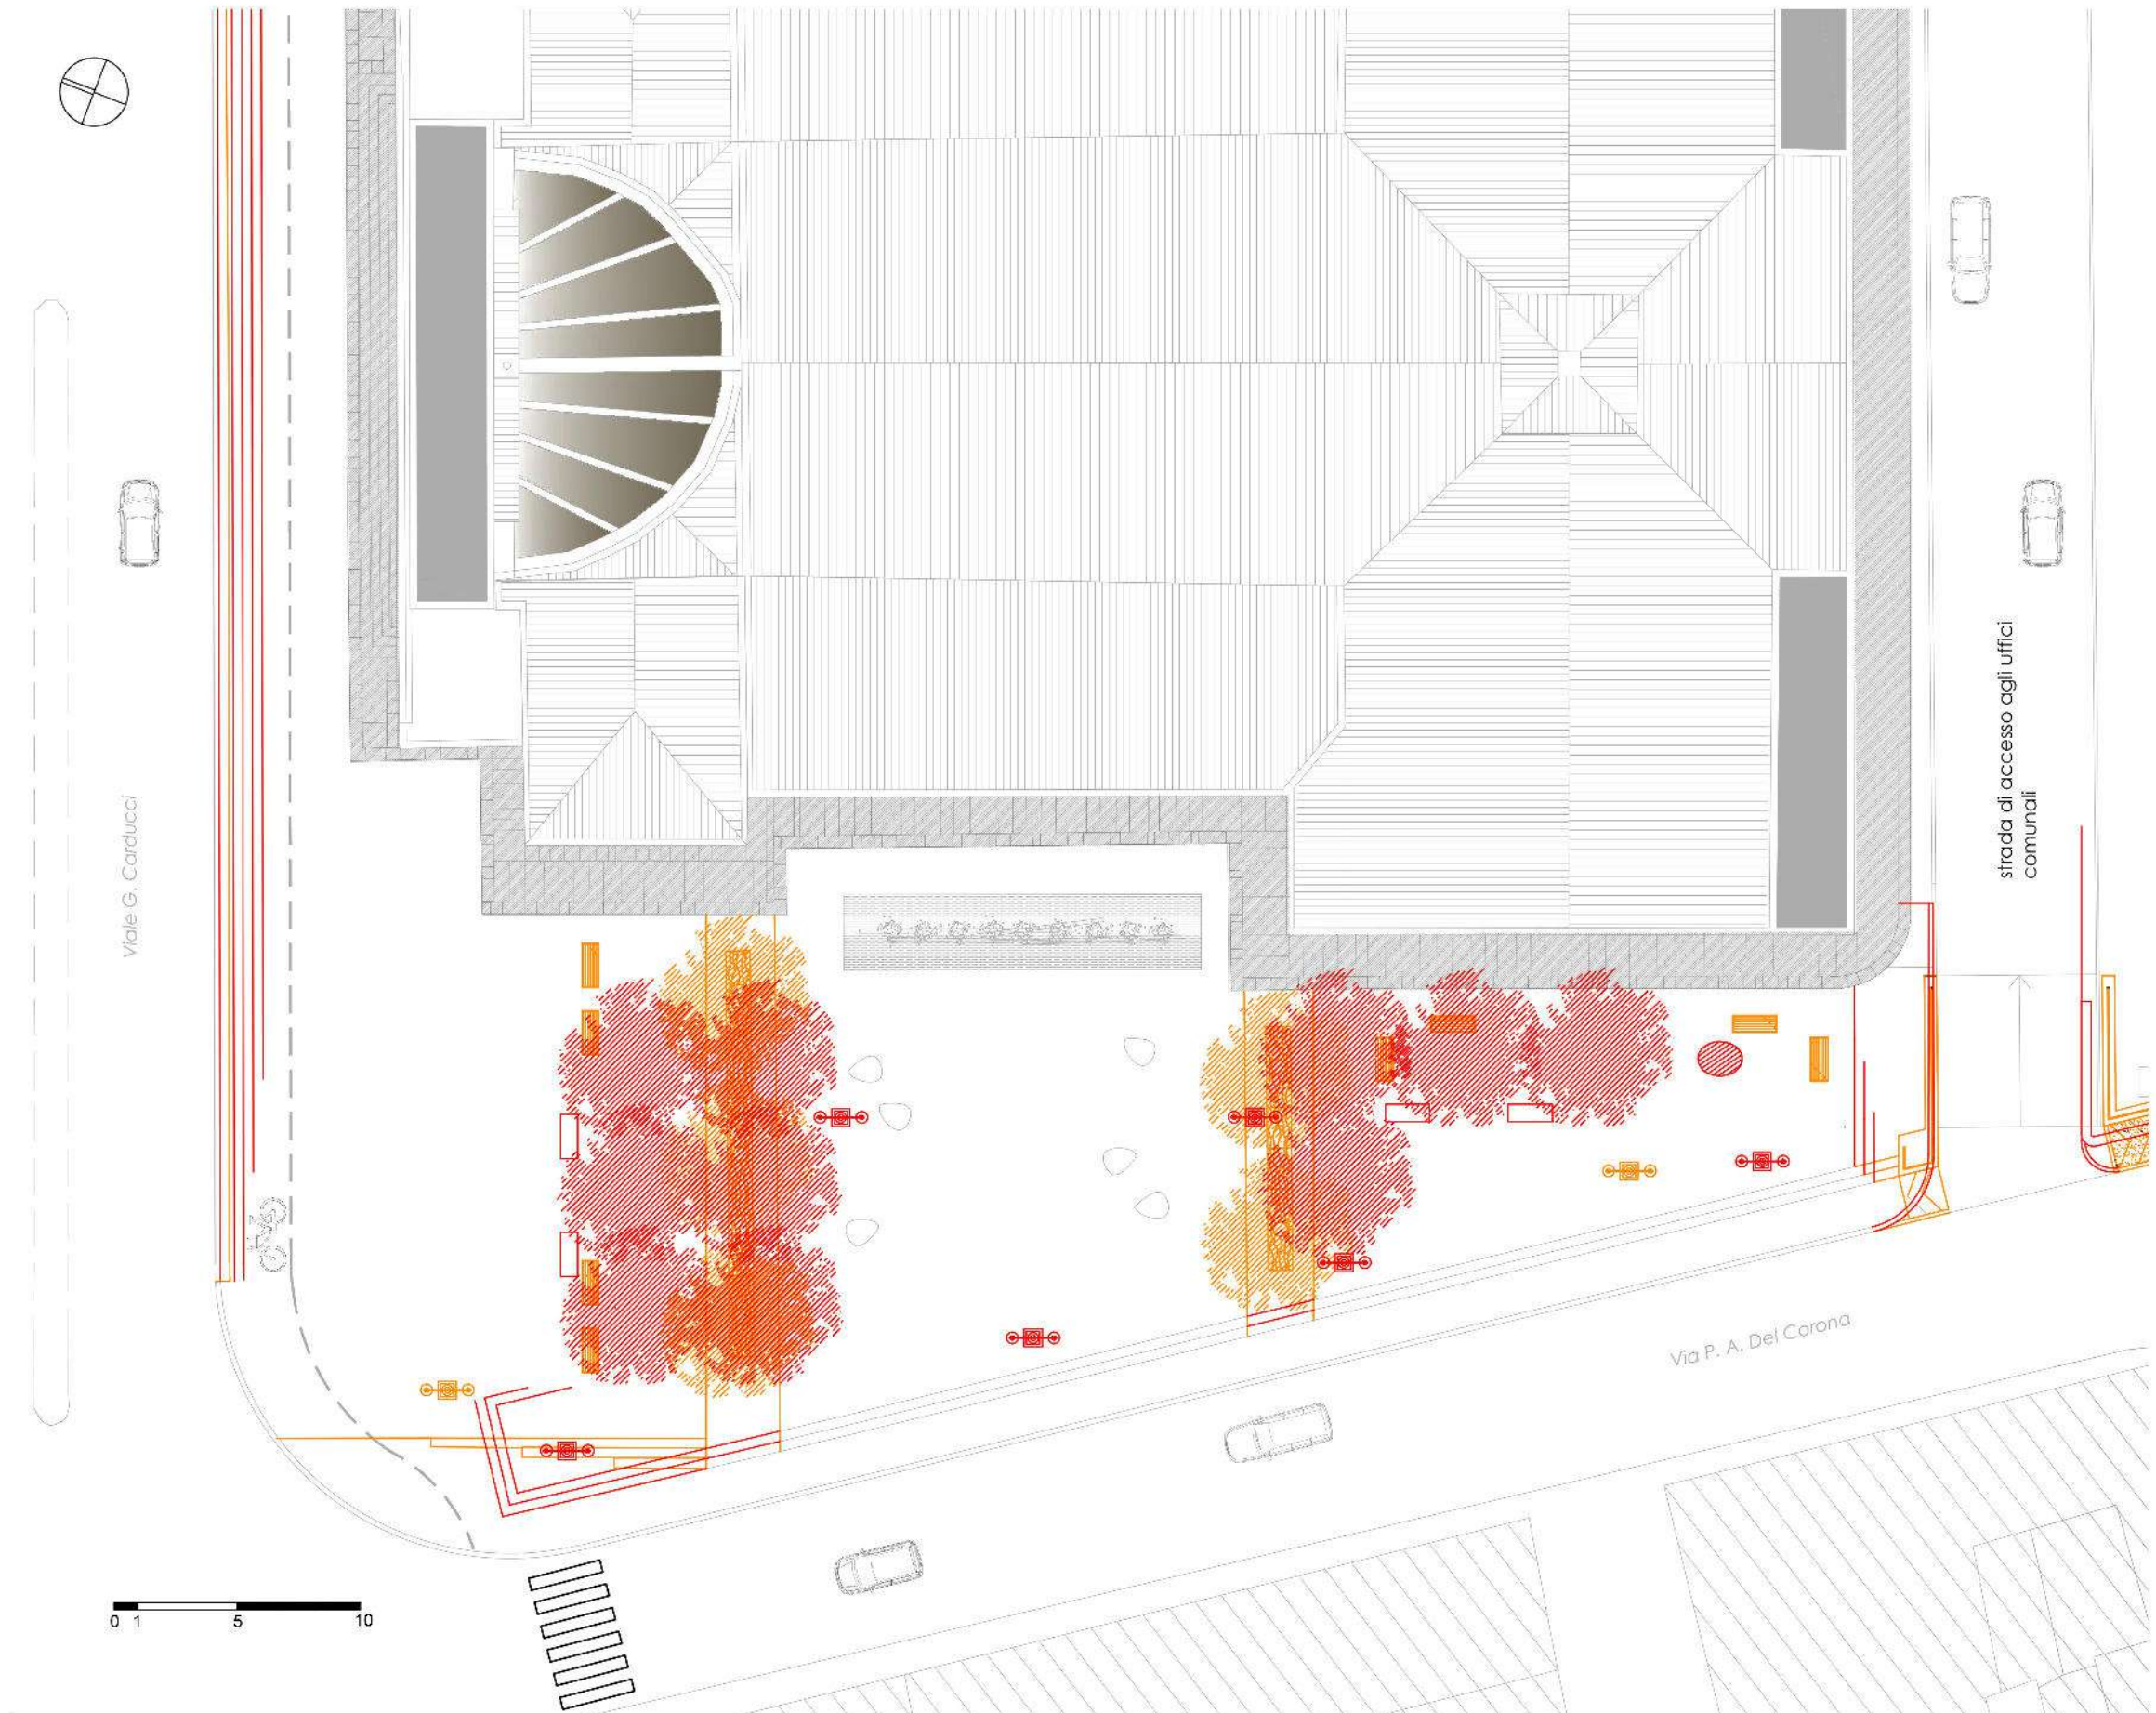 strada di accesso agli uffici
comunali
Viale G. Carducci
Via P. A. Del Corona
0 1 5 10